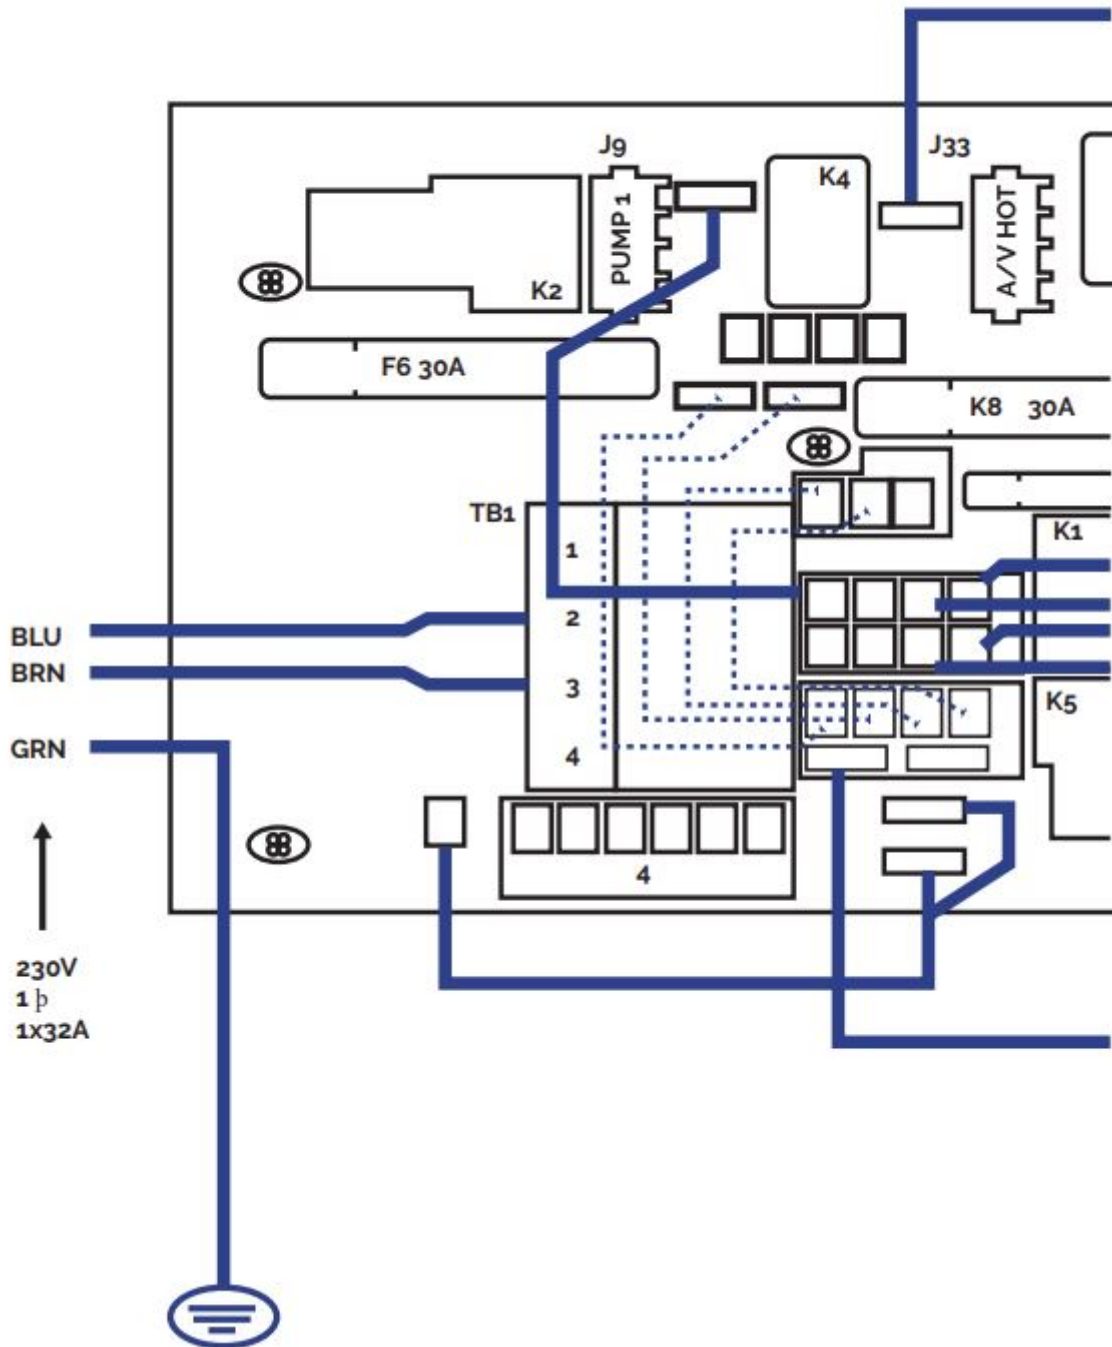 J9
J33
K4
PUMP 1
A/V HOT
K2
F6 30A
K8 30A
TB1
1
K1
2
BLU
BRN
3
K5
GRN
4
4
230V
1 þ
1x32A